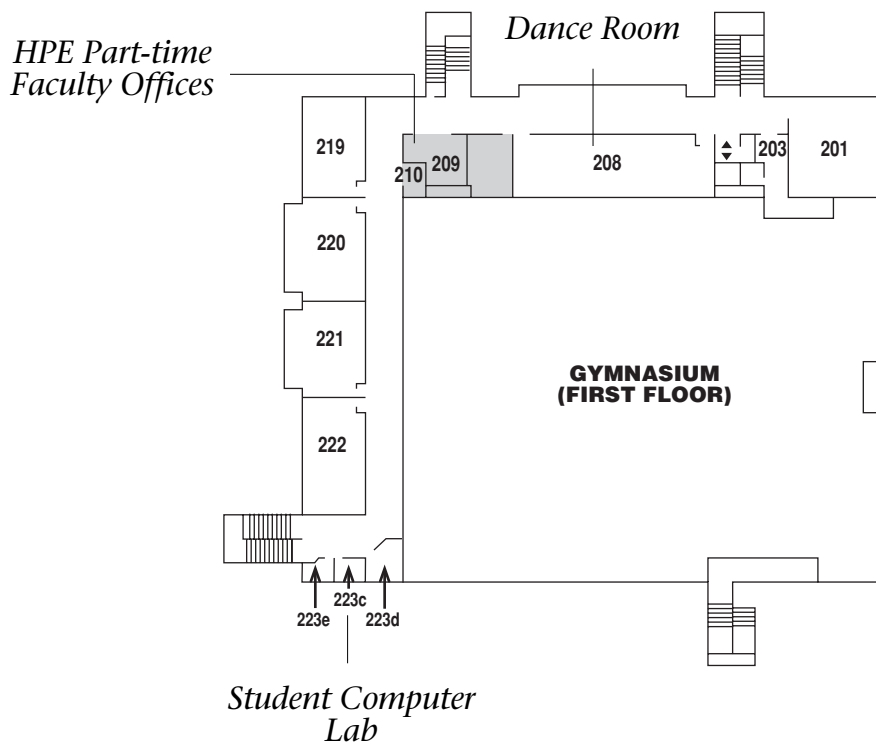 Dance Room
HPE Part-time
Faculty Offices
219
209
210
208
203
201
220
221
GYMNASIUM
(FIRST FLOOR)
222
223e
223c
223d
Student Computer
Lab